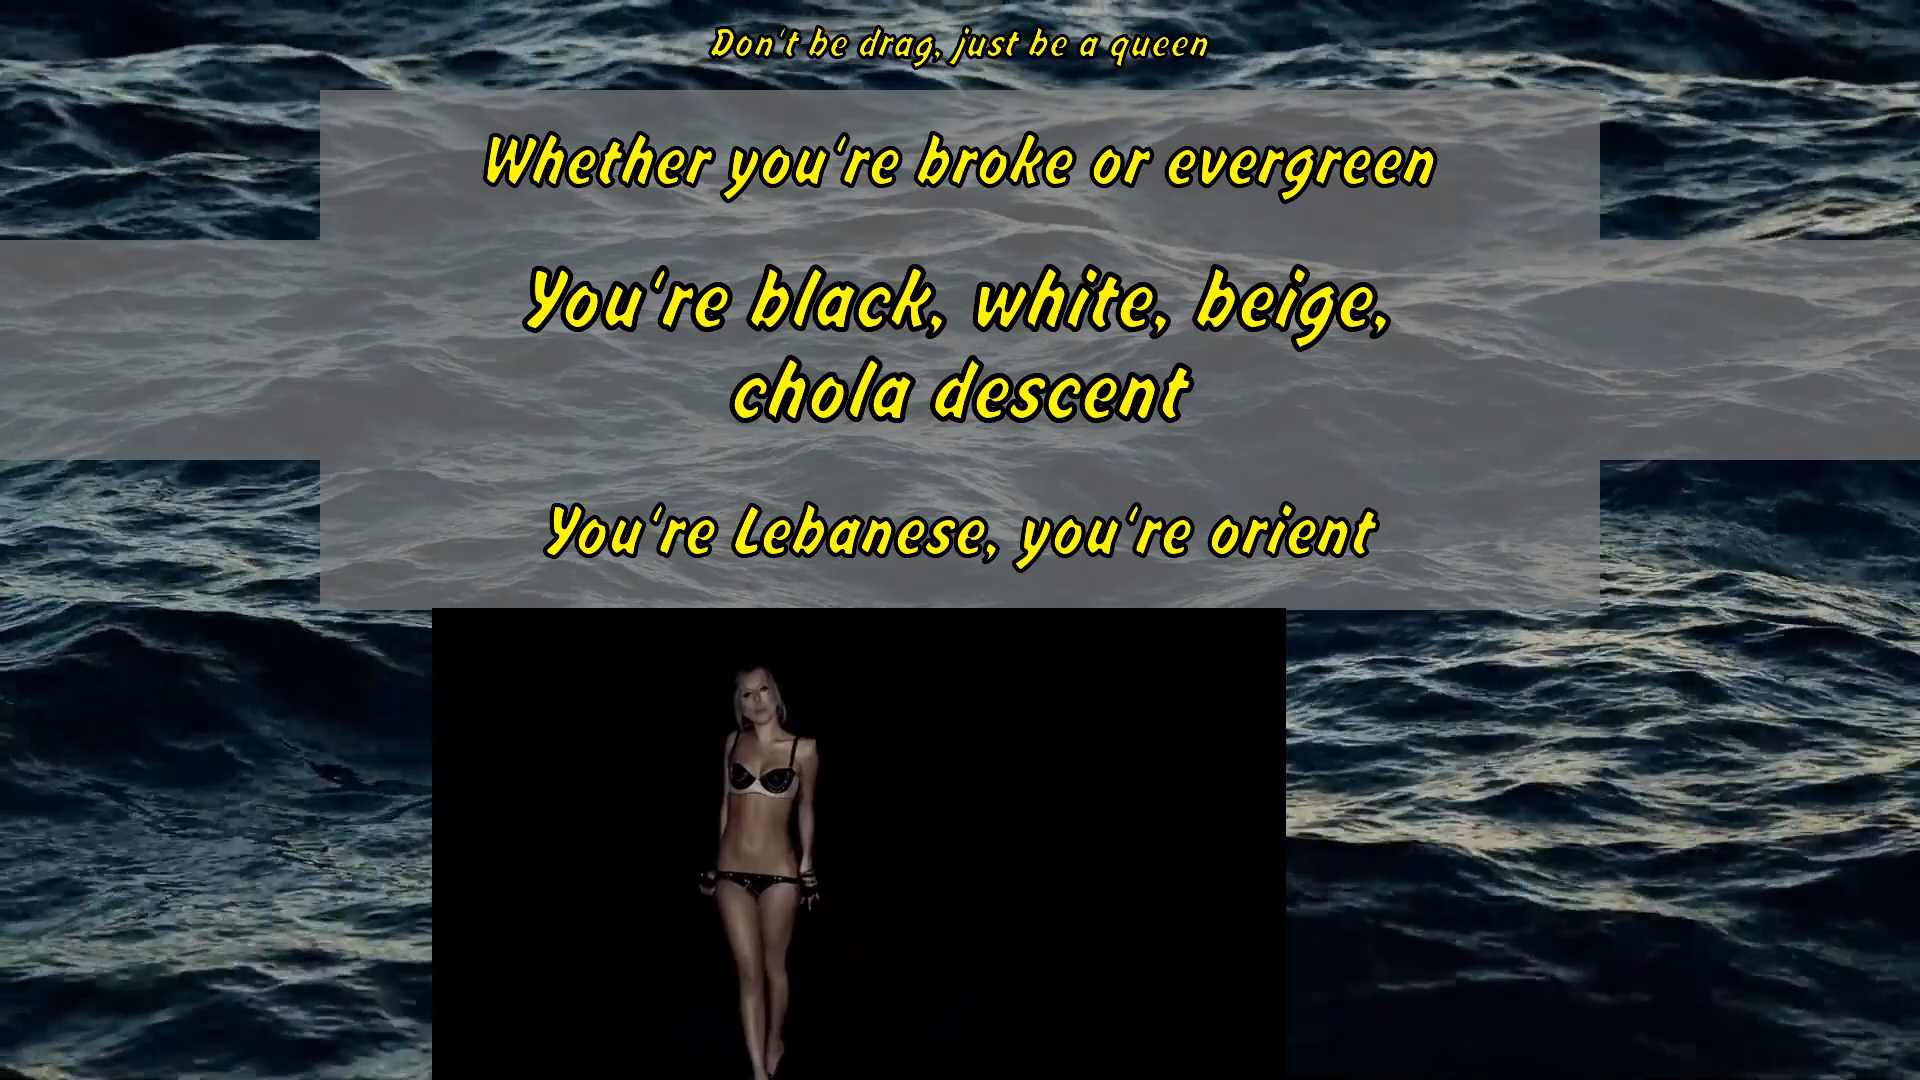 Don't be drag, just be a queen
Whether you're broke or evergreen
You're black, white, beige,
chola descent
You're Lebanese, you're orient